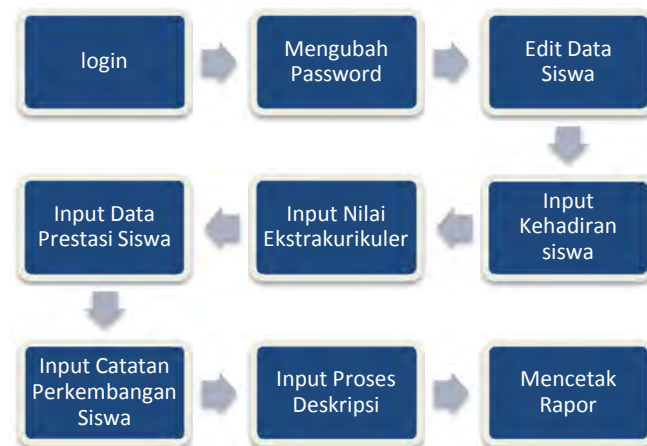 login
Mengubah
Password
Edit Data
Siswa
Input
Kehadiran
siswa
Input Nilai
Ekstrakurikuler
Input Data
Prestasi Siswa
Input Catatan
Perkembangan
Siswa
Input Proses
Deskripsi
Mencetak
Rapor